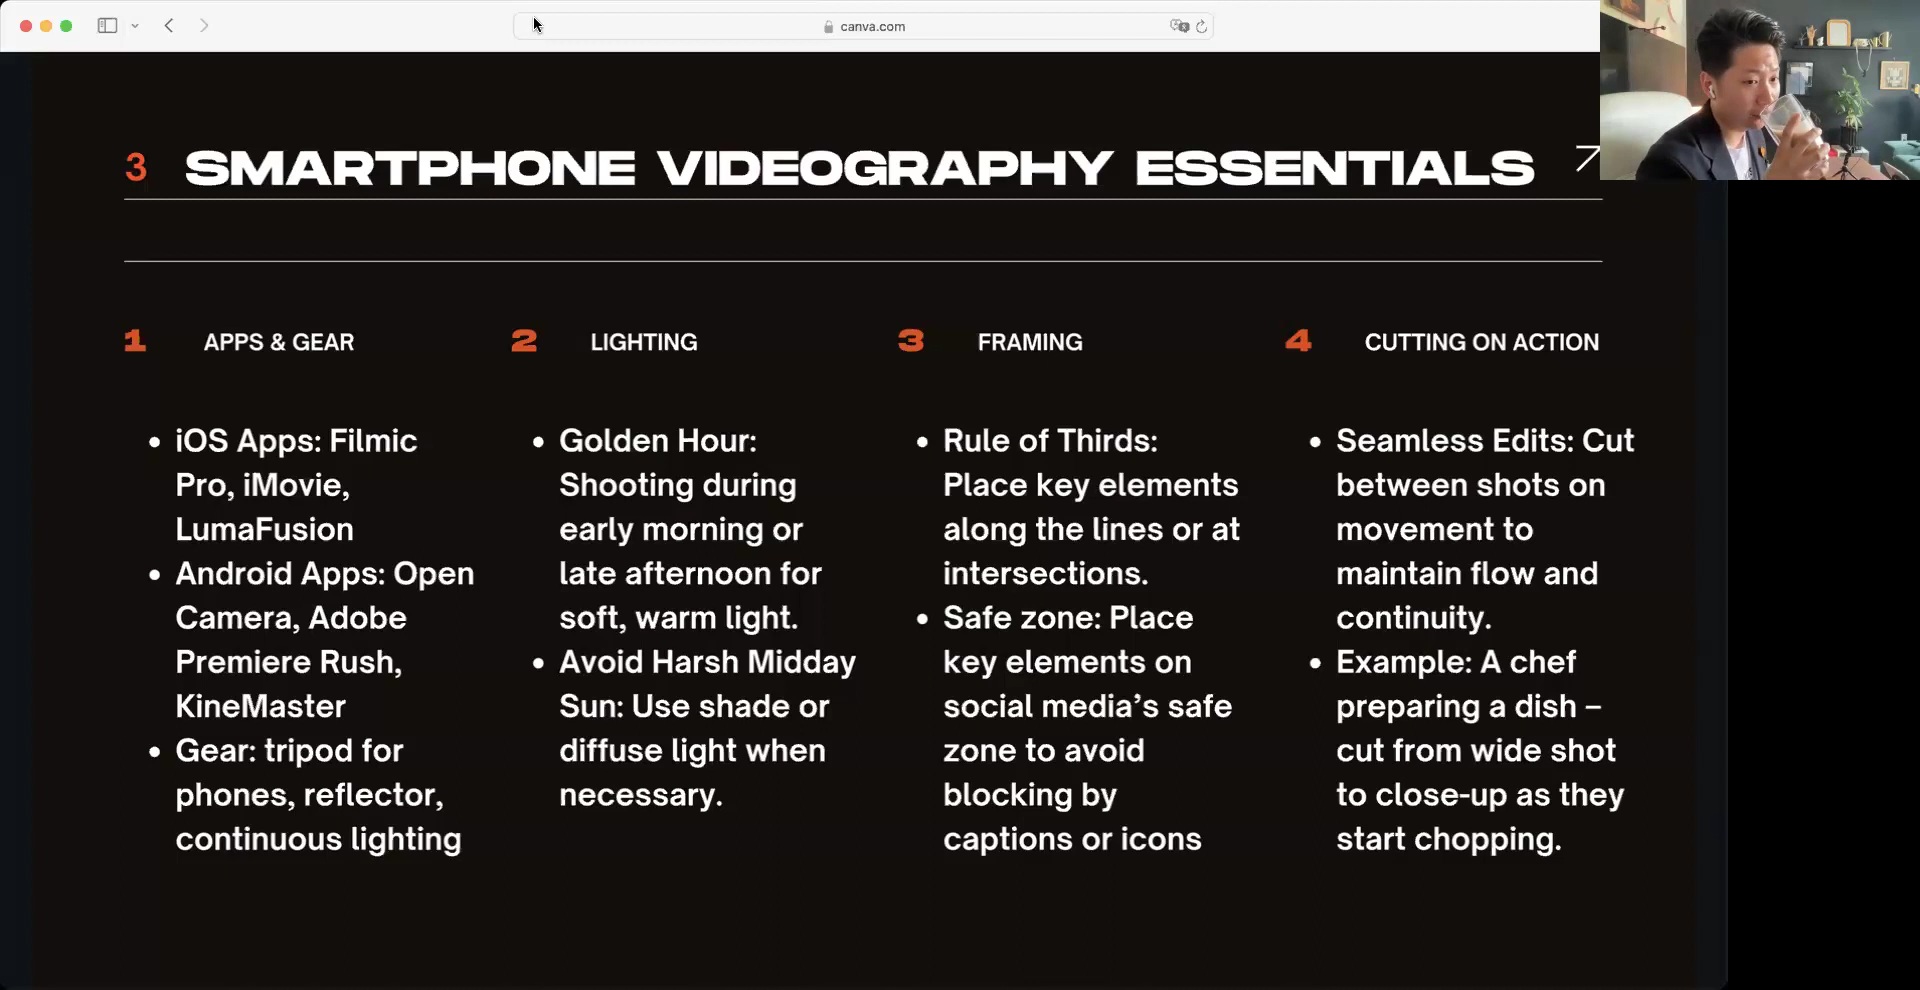 canva.com
3 SMARTPHONE VIDEOGRAPHY ESSENTIALS
1 APPS & GEAR
• iOS Apps: Filmic
Pro, iMovie,
LumaFusion
• Android Apps: Open
Camera, Adobe
Premiere Rush,
KineMaster
• Gear: tripod for
phones, reflector,
continuous lighting
2 LIGHTING
• Golden Hour:
Shooting during
early morning or
late afternoon for
soft, warm light.
• Avoid Harsh Midday
Sun: Use shade or
diffuse light when
necessary.
3 FRAMING
• Rule of Thirds:
Place key elements
along the lines or at
intersections.
• Safe zone: Place
key elements on
social media’s safe
zone to avoid
blocking by
captions or icons
4 CUTTING ON ACTION
• Seamless Edits: Cut
between shots on
movement to
maintain flow and
continuity.
• Example: A chef
preparing a dish –
cut from wide shot
to close-up as they
start chopping.